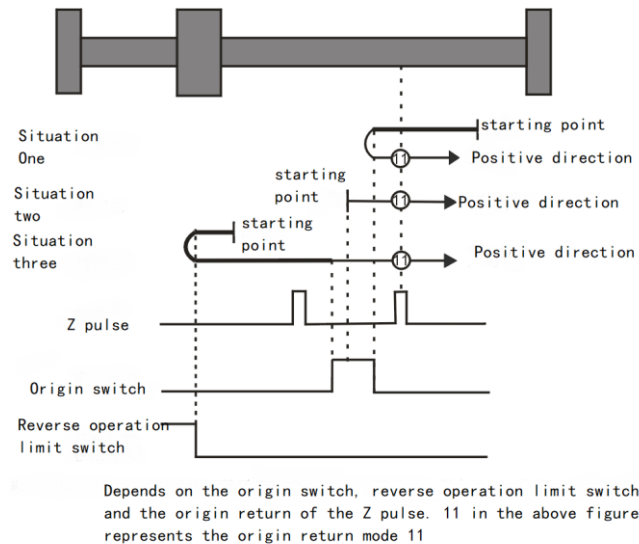 starting point
Situation
One
11
Positive direction
starting
point
Situation
two
11
Positive direction
starting
point
Situation
three
11
Positive direction
Z pulse
Origin switch
Reverse operation
limit switch
Depends on the origin switch, reverse operation limit switch
and the origin return of the Z pulse. 11 in the above figure
represents the origin return mode 11